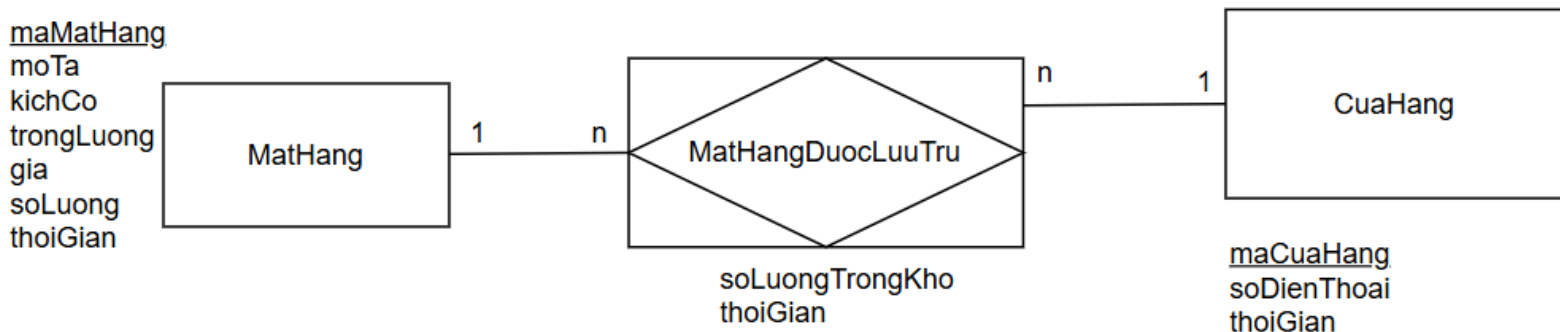 maMatHang
moTa
kichCo
trongLuong
gia
soLuong
thoiGian
MatHang
1
n
MatHangDuocLuuTru
soLuongTrongKho
thoiGian
n
1
CuaHang
maCuaHang
soDienThoai
thoiGian